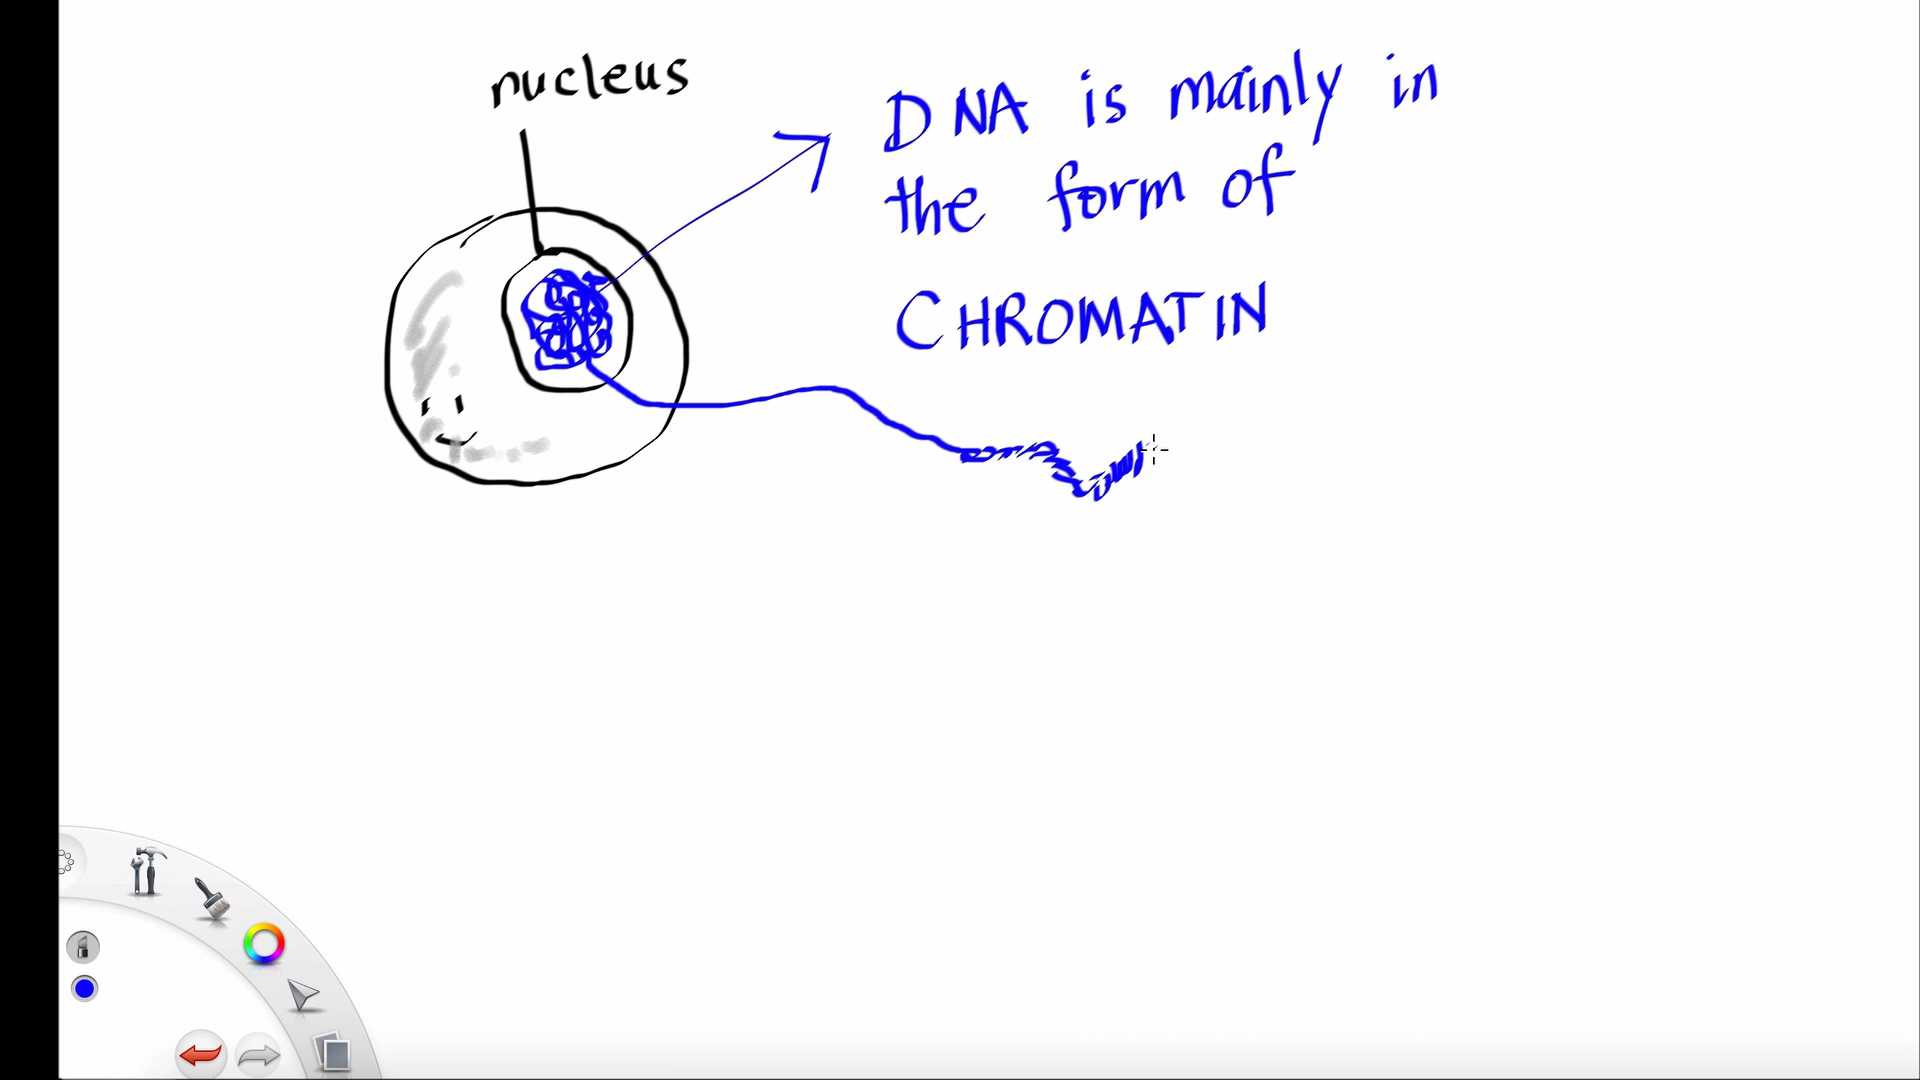 nucleus
DNA is mainly in
the form of
CHROMATIN